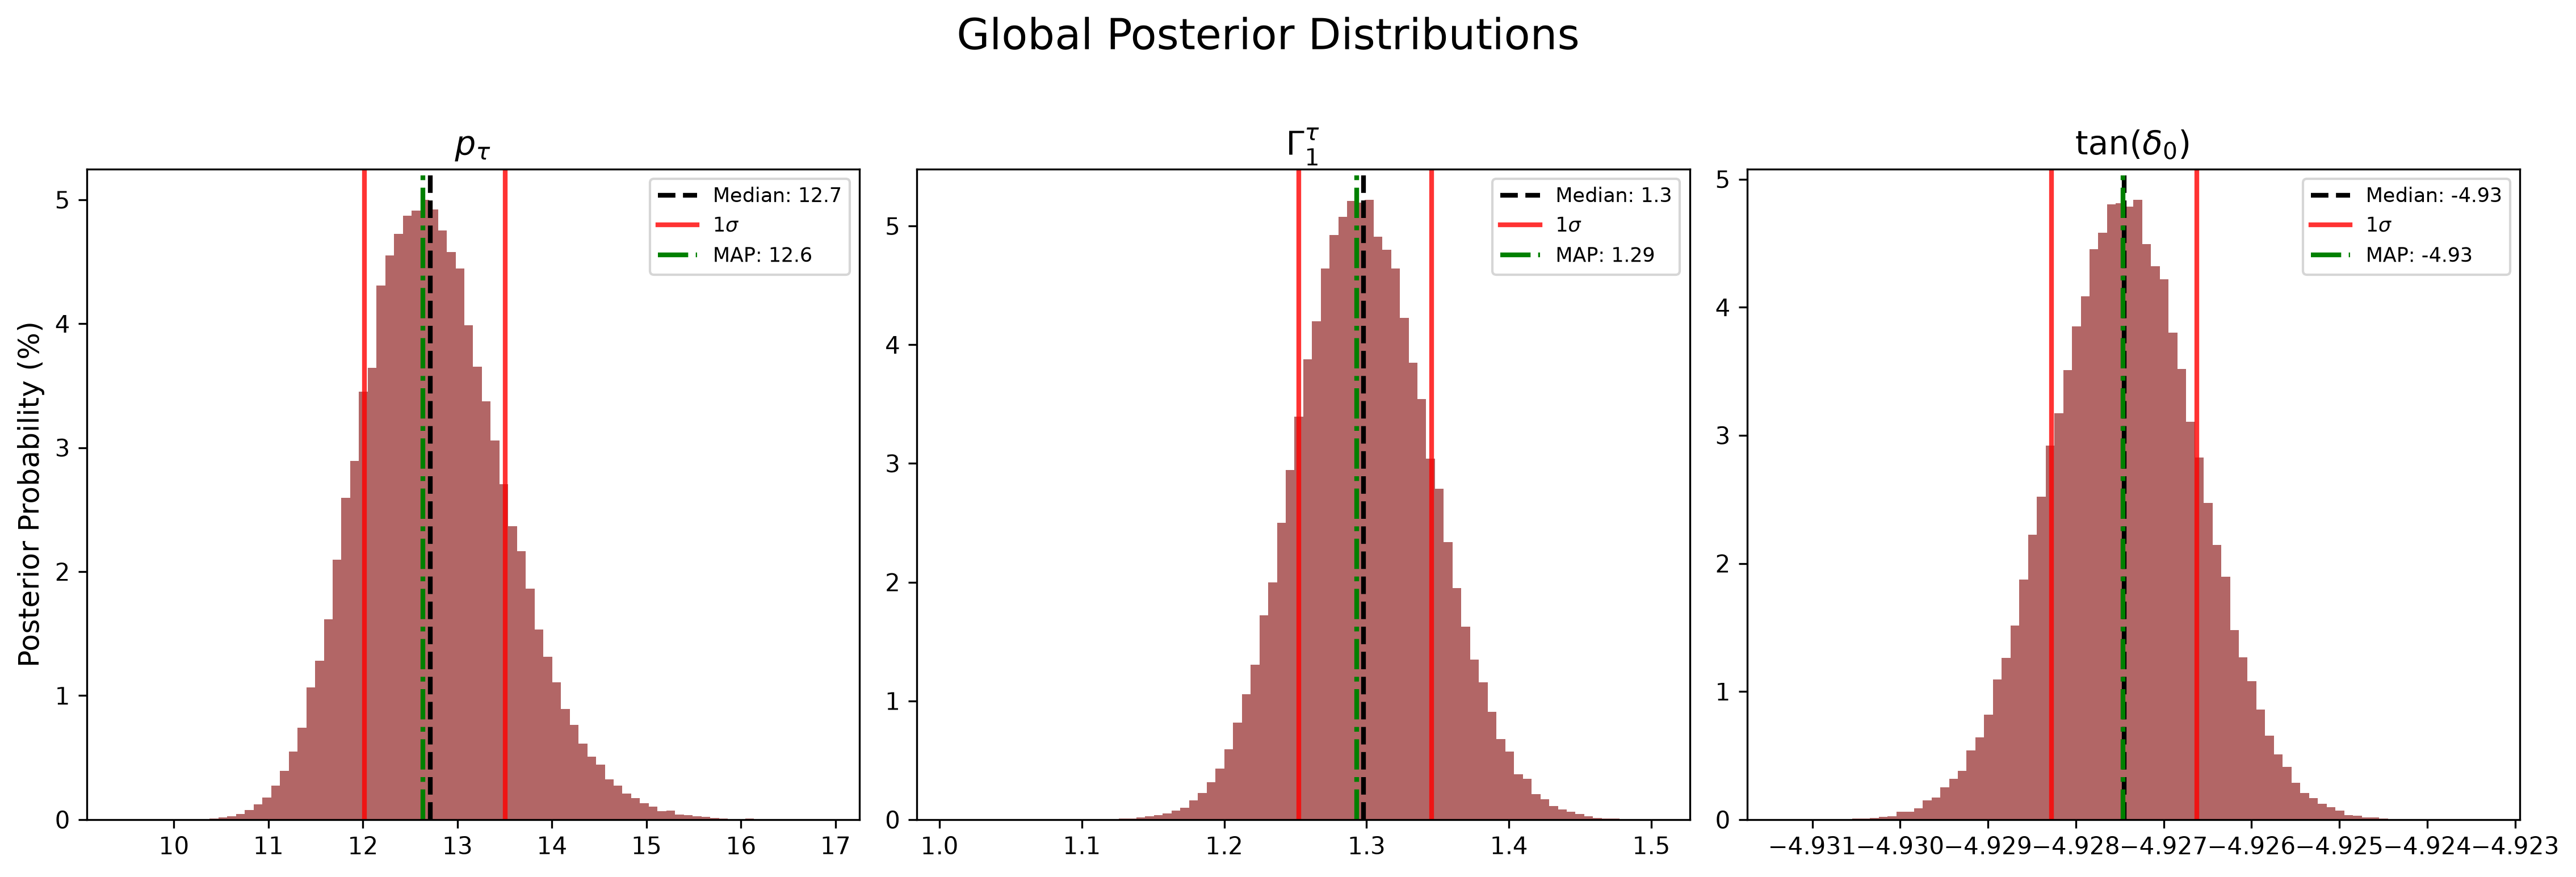 Global Posterior Distributions
p_τ
Γ₁^τ
tan(δ₀)
Posterior Probability (%)
5
4
3
2
1
0
10 11 12 13 14 15 16 17
Median: 12.7
1σ
MAP: 12.6
5
4
3
2
1
0
1.0 1.1 1.2 1.3 1.4 1.5
Median: 1.3
1σ
MAP: 1.29
5
4
3
2
1
0
−4.931 −4.930 −4.929 −4.928 −4.927 −4.926 −4.925 −4.924 −4.923
Median: -4.93
1σ
MAP: -4.93